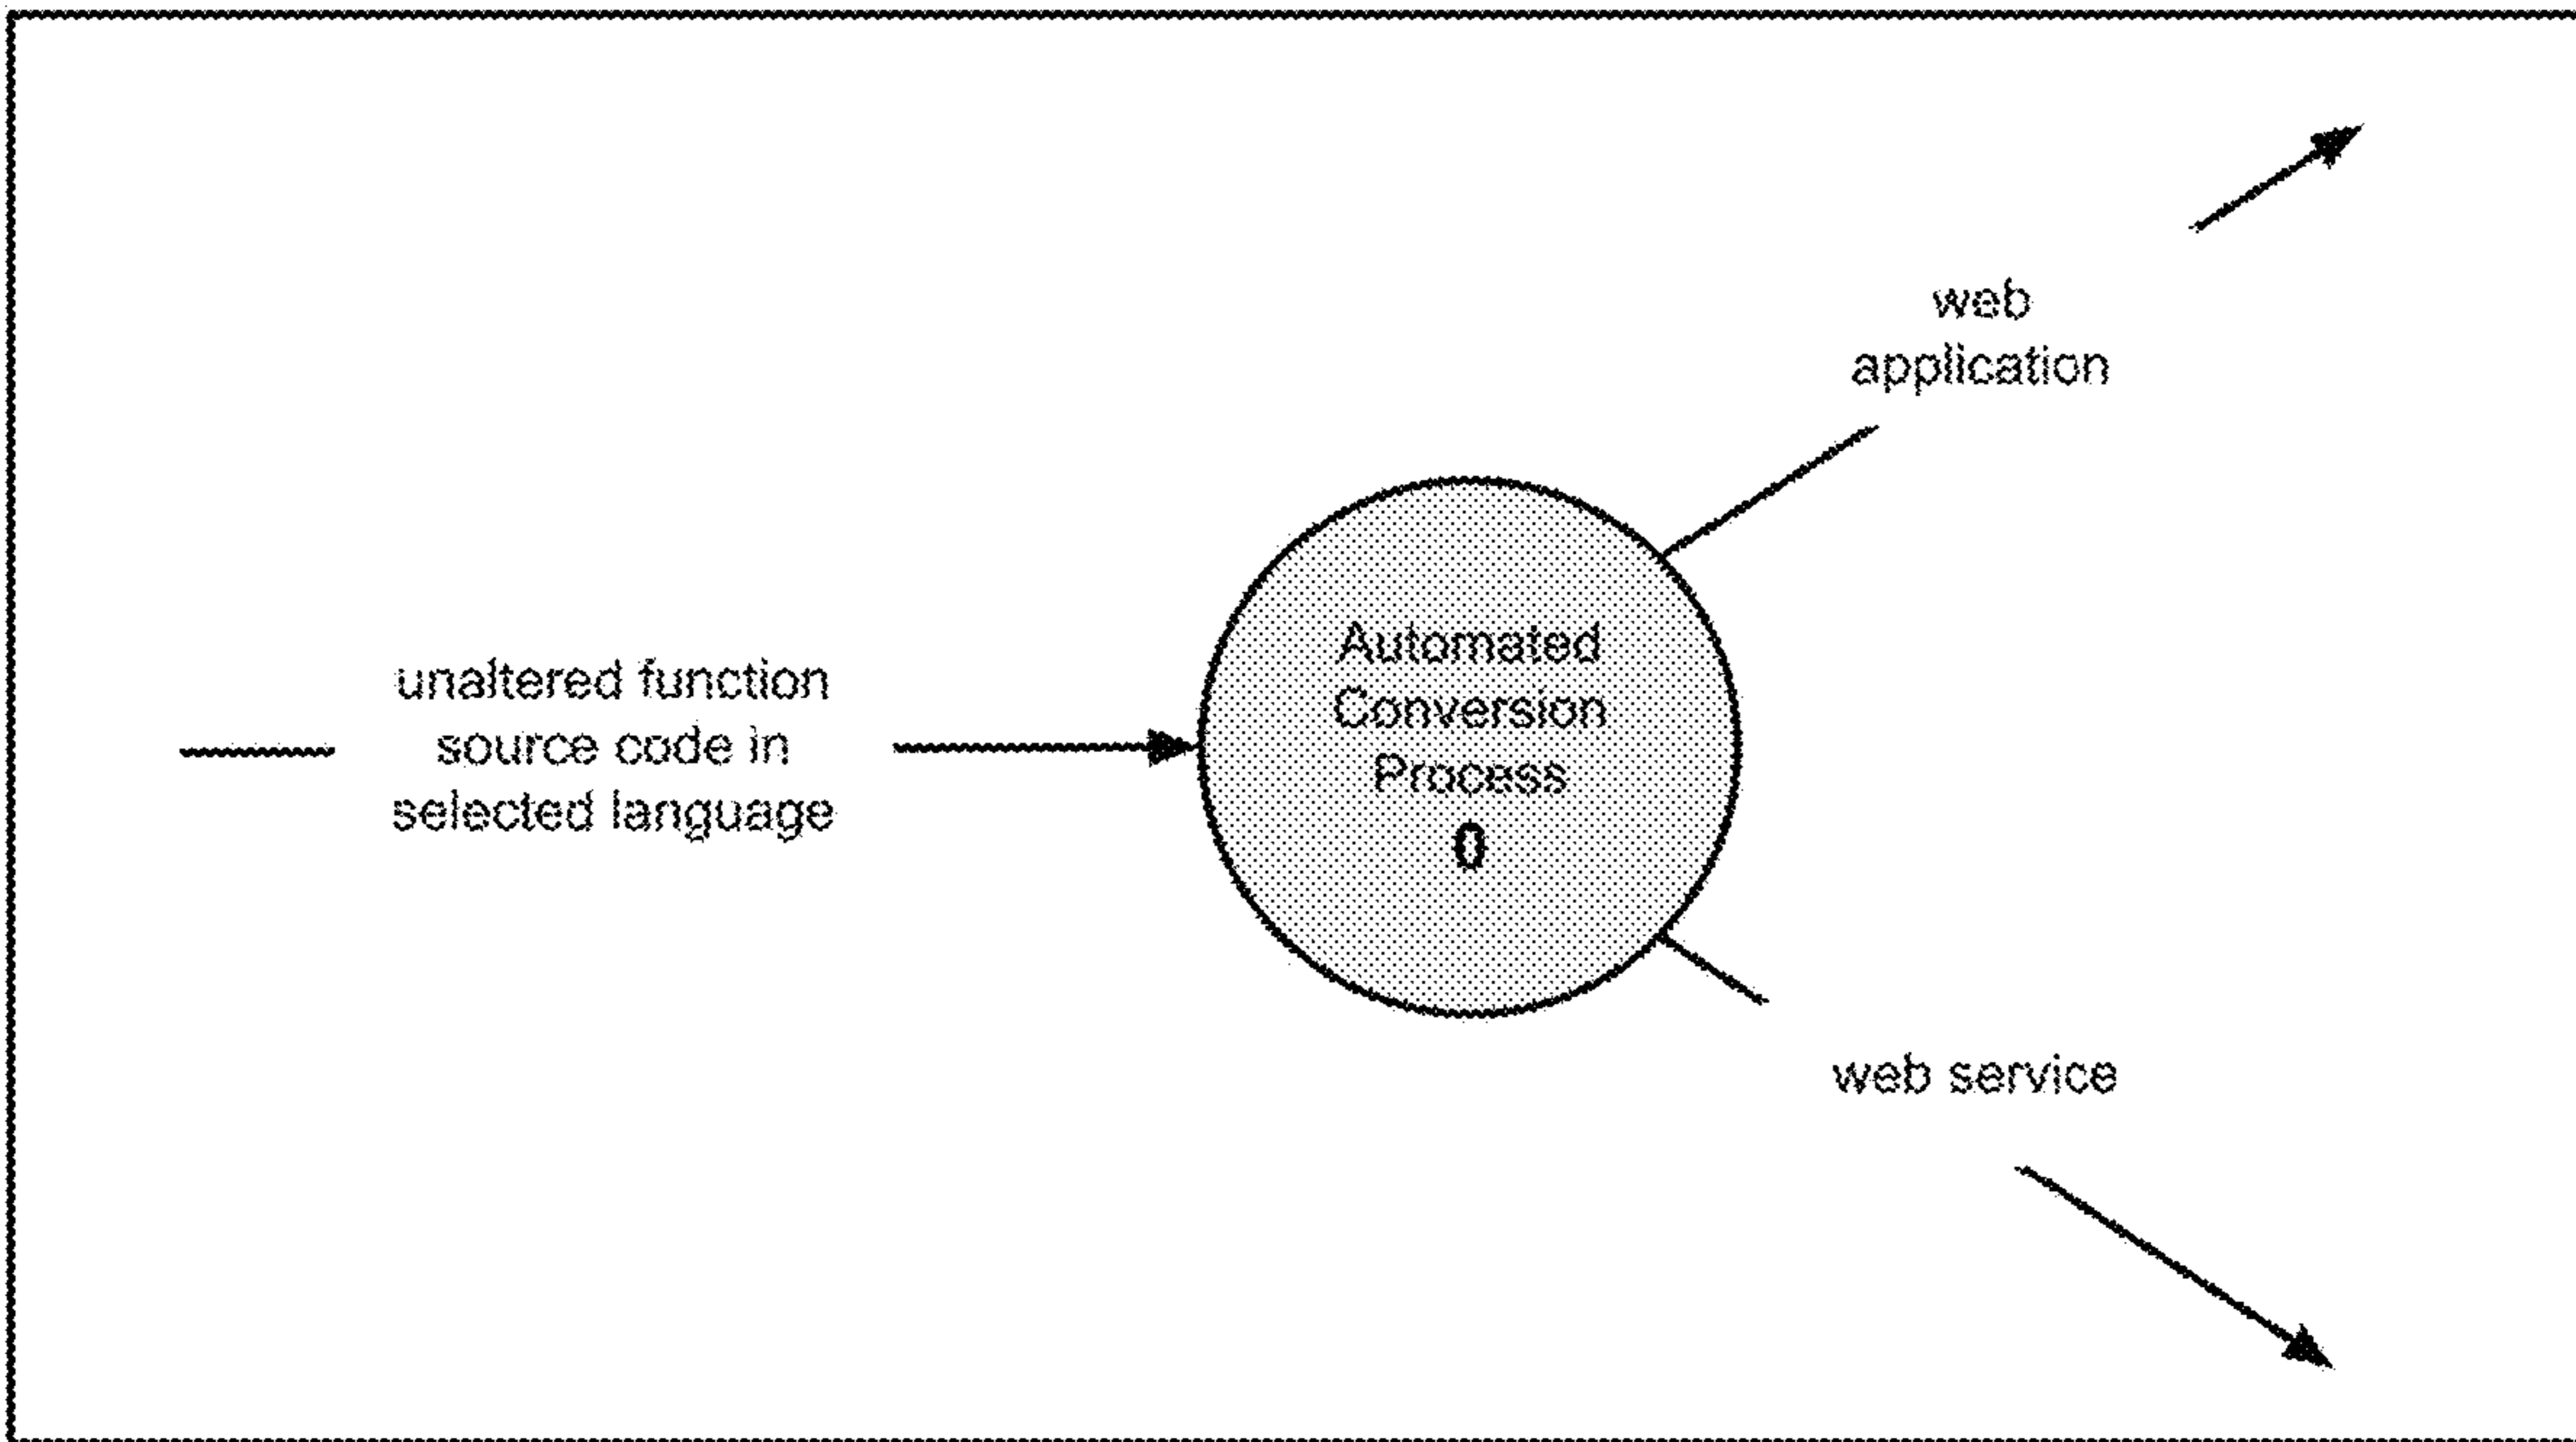 unaltered function
source code in
selected language
Automated
Conversion
Process
0
web
application
web service